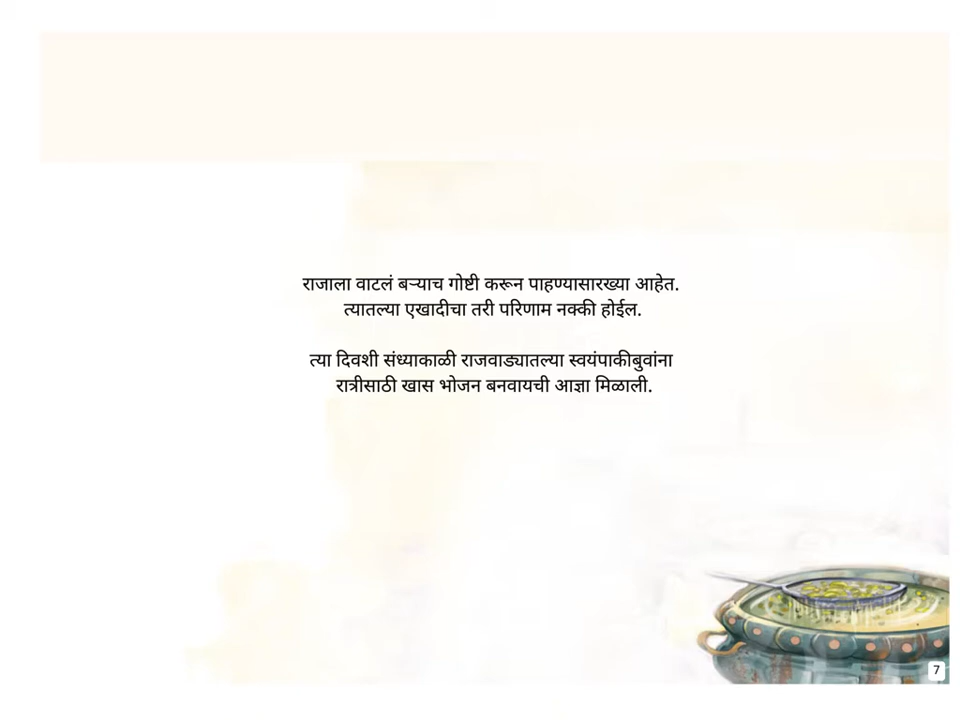 राजाला वाटलं बऱ्याच गोष्टी करून पाहण्यासारख्या आहेत.
त्यातल्या एखादीचा तरी परिणाम नक्की होईल.
त्या दिवशी संध्याकाळी राजवाड्यातल्या स्वयंपाकीबुवांना
रात्रीसाठी खास भोजन बनवायची आज्ञा मिळाली.
7